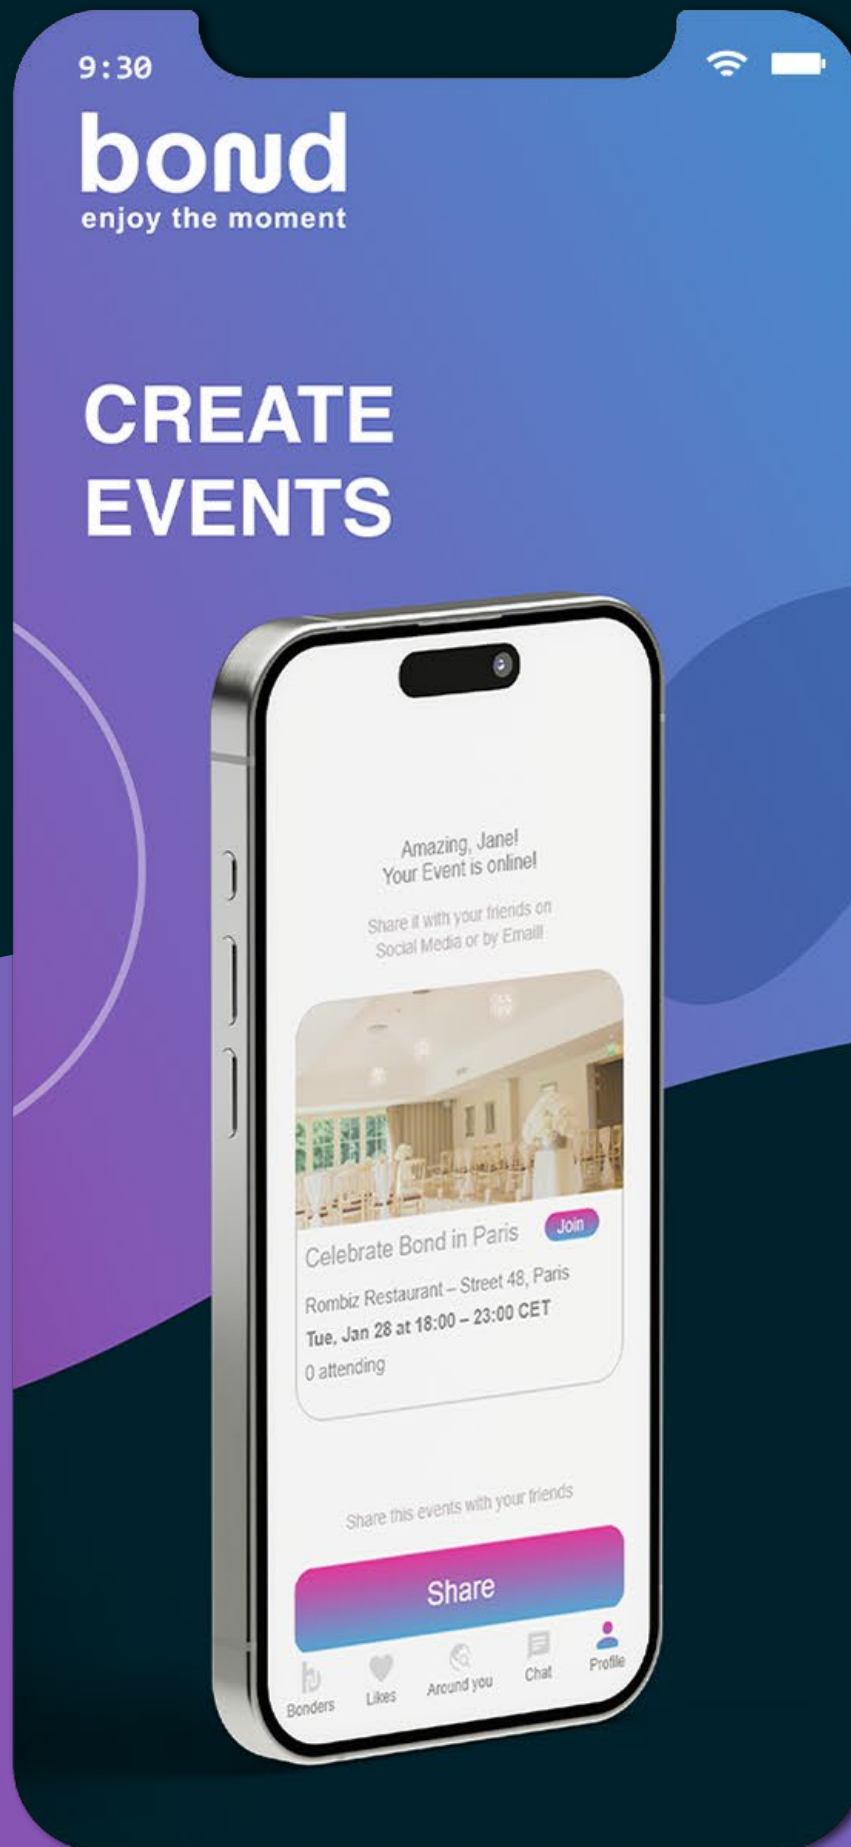 9:30
bond
enjoy the moment
CREATE
EVENTS
Amazing, Jane!
Your Event is online!
Share it with your friends on
Social Media or by Emaill
Celebrate Bond in Paris
Join
Rombiz Restaurant – Street 48, Paris
Tue, Jan 28 at 18:00 – 23:00 CET
0 attending
Share this events with your friends
Share
Bonders Likes Around you Chat Profile